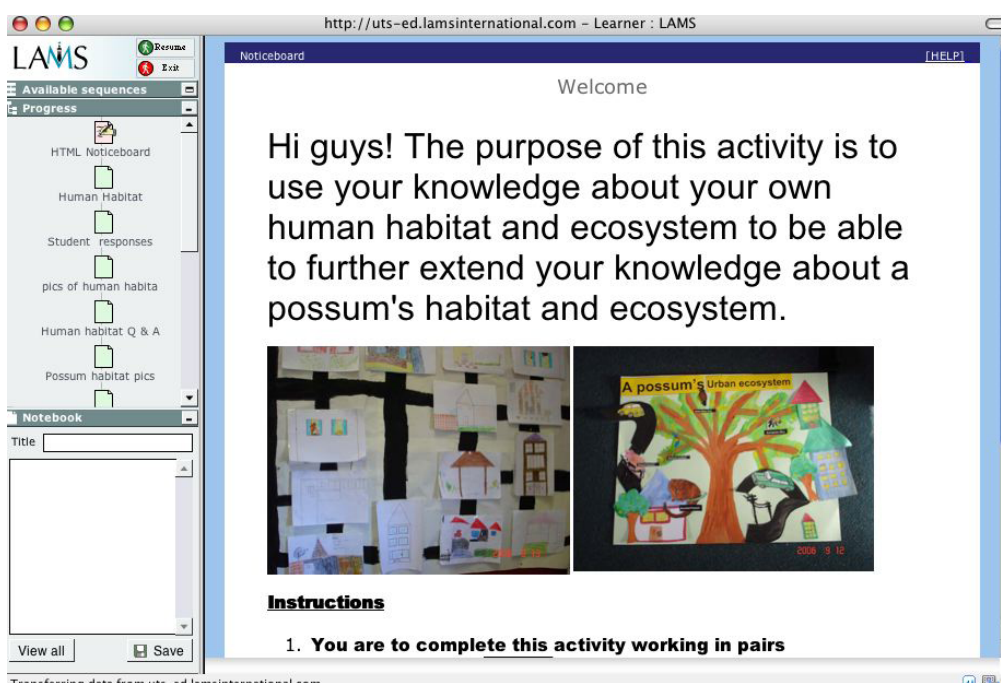 http://uts-ed.lamsinternational.com – Learner : LAMS
LAMS
Resume
Exit
Available sequences
Progress
HTML Noticeboard
Human Habitat
Student responses
pics of human habita
Human habitat Q & A
Possum habitat pics
Notebook
Title
View all
Save
Noticeboard
[HELP]
Welcome
Hi guys! The purpose of this activity is to
use your knowledge about your own
human habitat and ecosystem to be able
to further extend your knowledge about a
possum's habitat and ecosystem.
A possum's Urban ecosystem
2006 9 12
Instructions
1. You are to complete this activity working in pairs